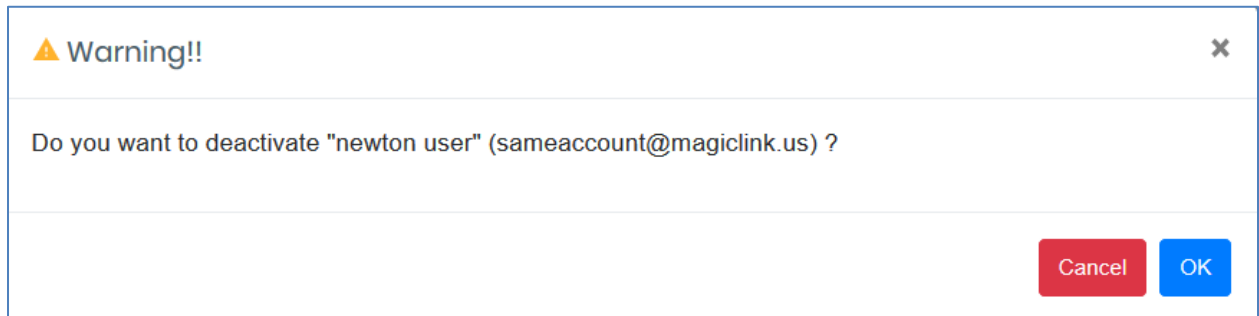 Warning!!
Do you want to deactivate "newton user" (sameaccount@magiclink.us) ?
Cancel OK